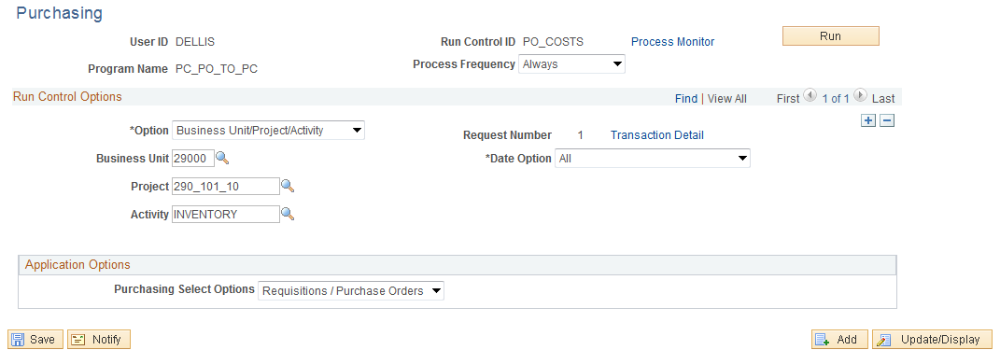 Purchasing
User ID DELLIS Run Control ID PO_COSTS Process Monitor Run
Program Name PC_PO_TO_PC Process Frequency Always
Run Control Options Find | View All First 1 of 1 Last
*Option Business Unit/Project/Activity Request Number 1 Transaction Detail
Business Unit 29000 *Date Option All
Project 290_101_10
Activity INVENTORY
Application Options
Purchasing Select Options Requisitions / Purchase Orders
Save Notify Add Update/Display